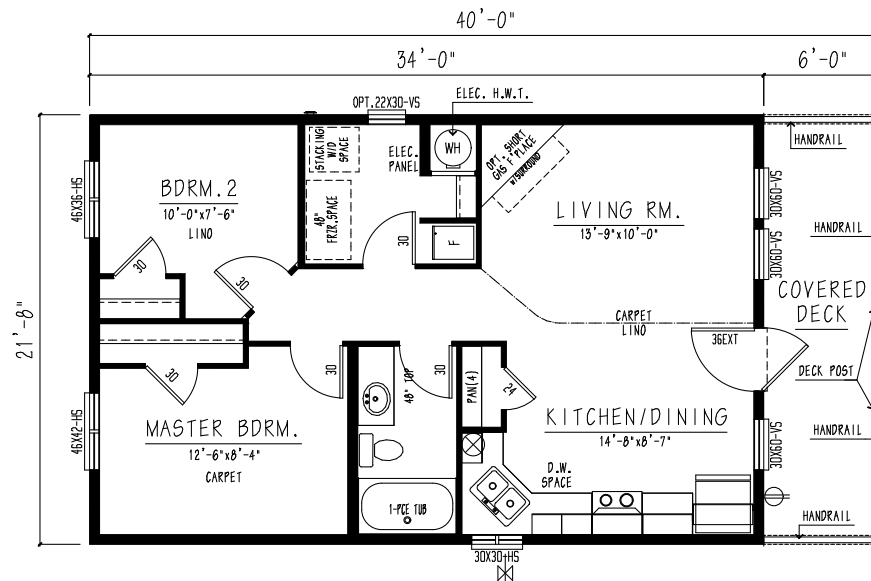 40'-0"
34'-0"
6'-0"
21'-8"
OPT.22X30-VS
ELEC. H.W.T.
HANDRAIL
STACKING
W/D
SPACE
ELEC.
PANEL
WH
OPT. SHORT
GAS F'PLACE
W/SURROUND
46X36-HS
BDRM.2
10'-0"x7'-6"
LINO
48"
FRZR.SPACE
30
F
LIVING RM.
13'-9"x10'-0"
30X60-VS
30X60-VS
HANDRAIL
HANDRAIL
30
30
COVERED
DECK
CARPET
LINO
36EXT
DECK POST
30
30
48" TOP
30
PAN(4)
24
46X42-HS
MASTER BDRM.
12'-6"x8'-4"
CARPET
KITCHEN/DINING
14'-8"x8'-7"
30X60-VS
HANDRAIL
D.W.
SPACE
1-PCE TUB
HANDRAIL
30X30-HS